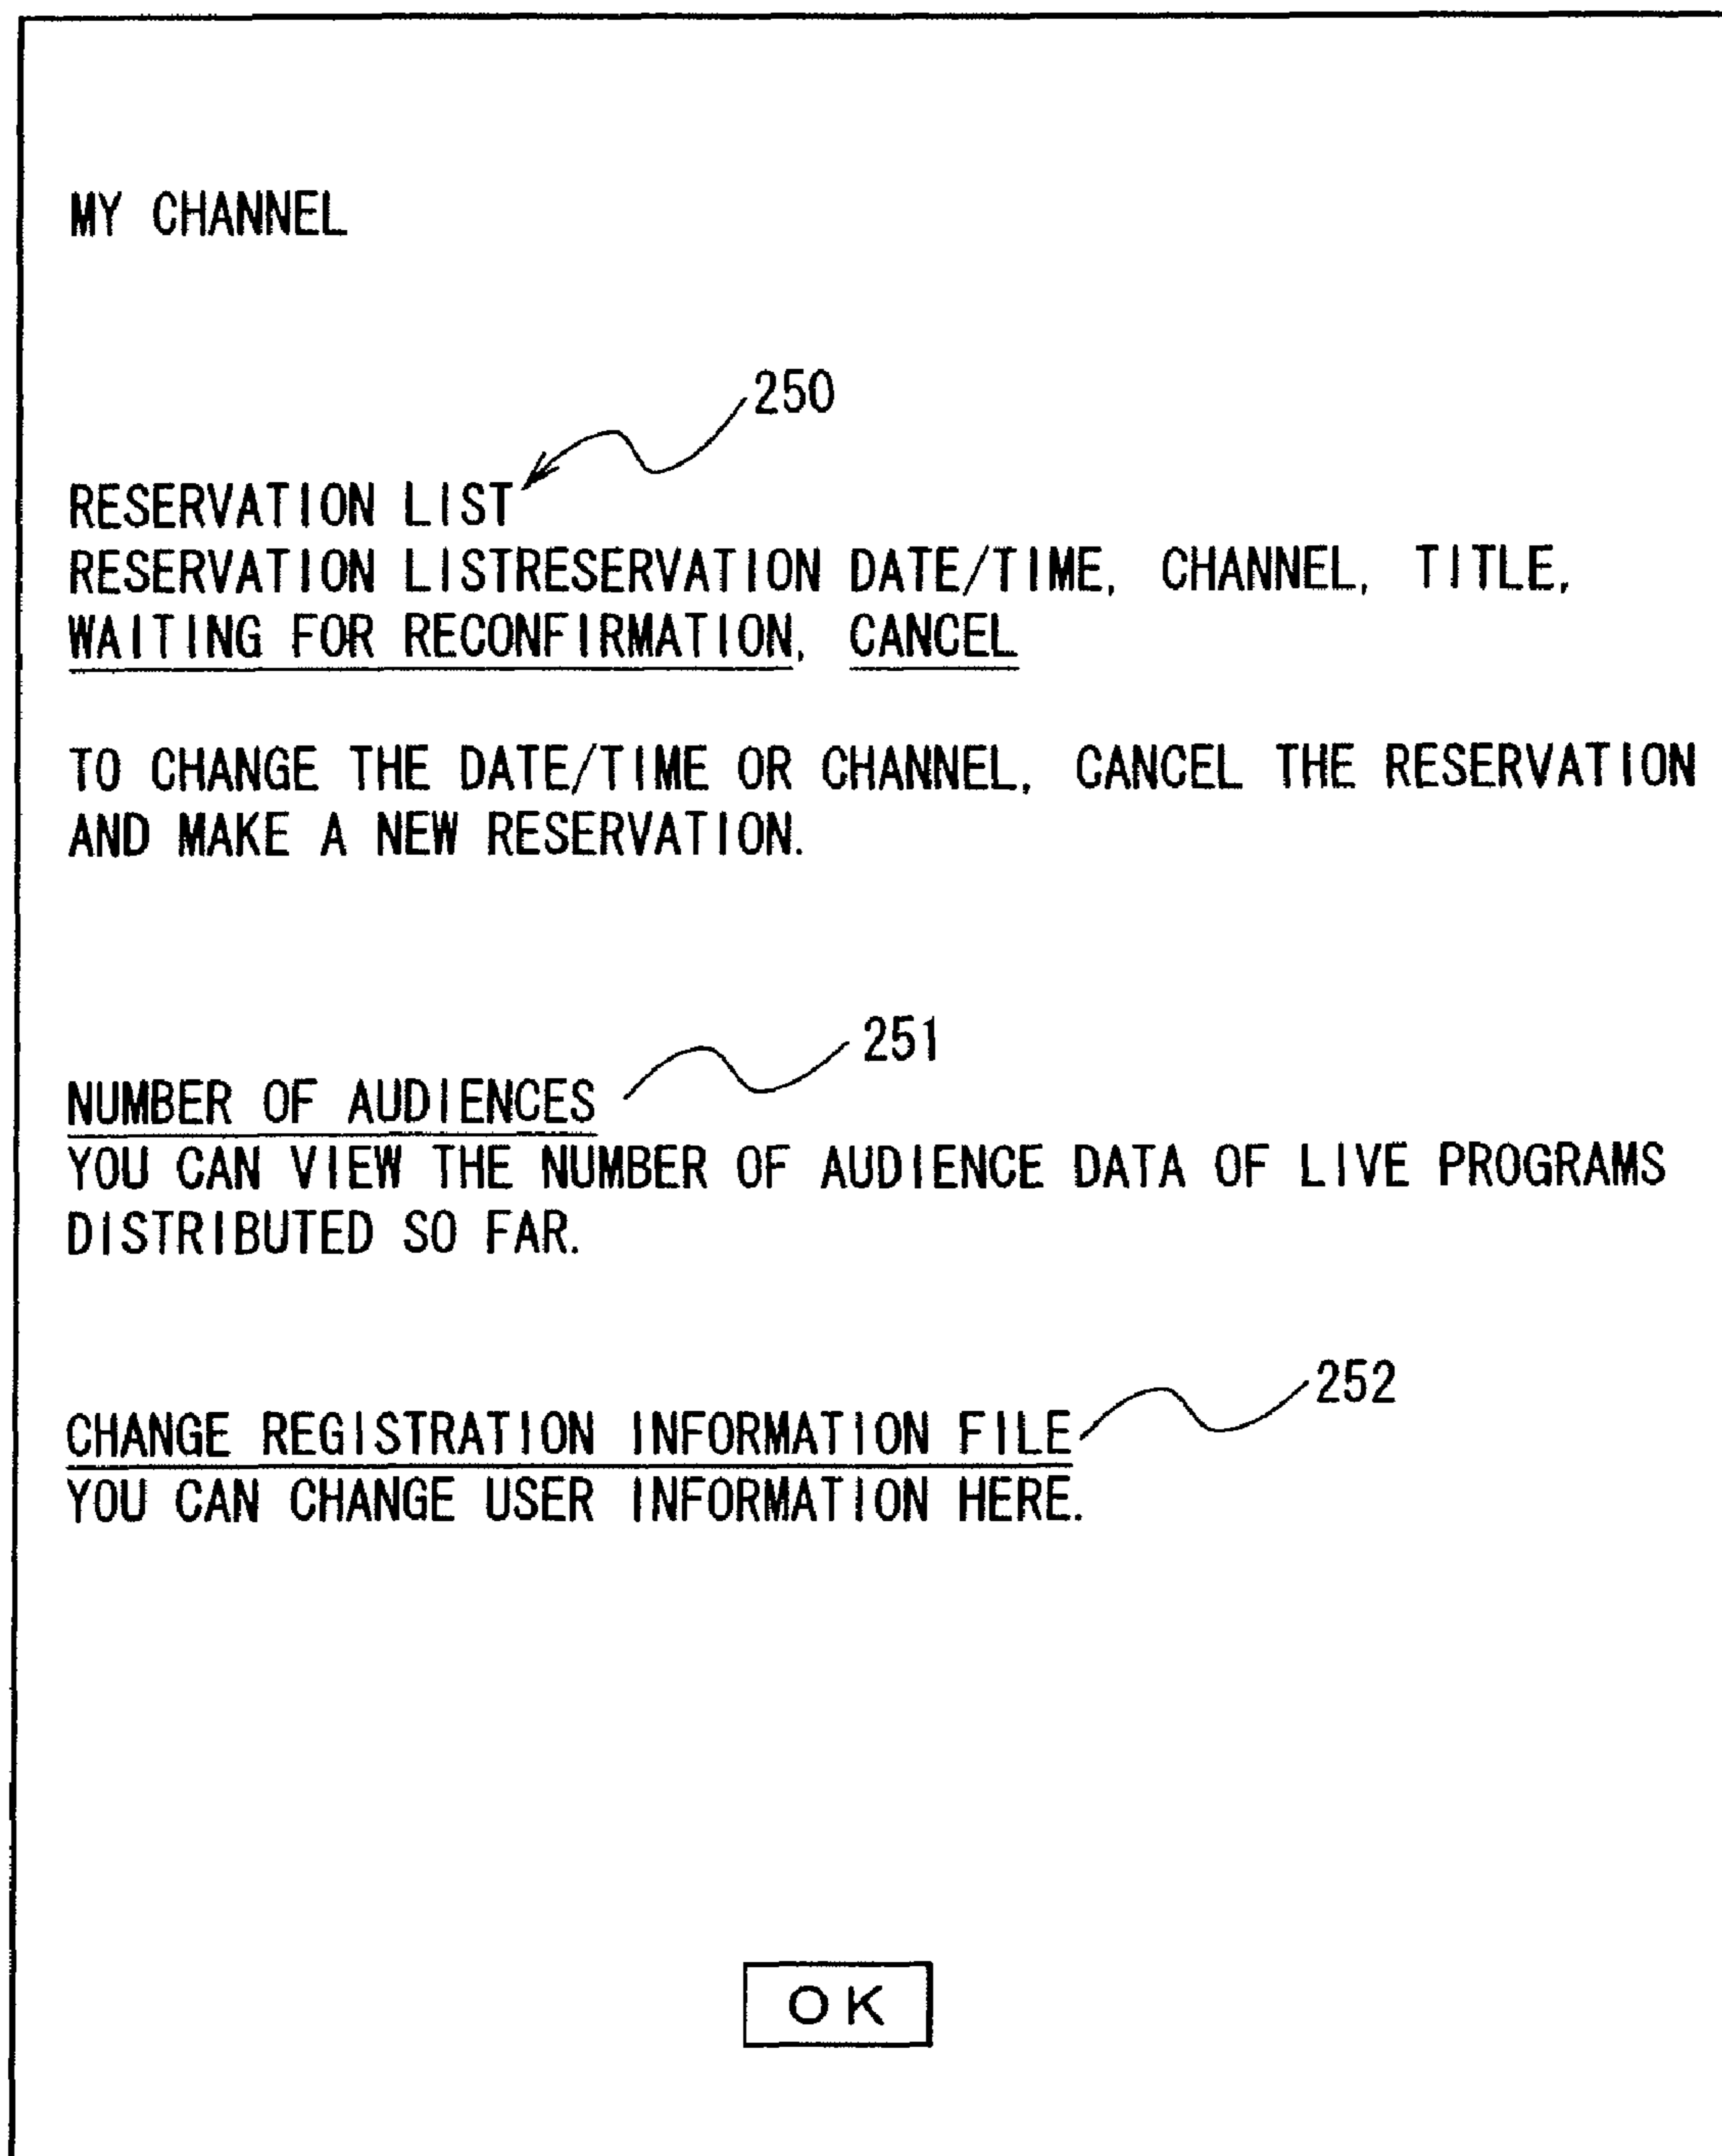 MY CHANNEL
250
RESERVATION LIST
RESERVATION LISTRESERVATION DATE/TIME, CHANNEL, TITLE,
WAITING FOR RECONFIRMATION, CANCEL
TO CHANGE THE DATE/TIME OR CHANNEL, CANCEL THE RESERVATION
AND MAKE A NEW RESERVATION.
251
NUMBER OF AUDIENCES
YOU CAN VIEW THE NUMBER OF AUDIENCE DATA OF LIVE PROGRAMS
DISTRIBUTED SO FAR.
252
CHANGE REGISTRATION INFORMATION FILE
YOU CAN CHANGE USER INFORMATION HERE.
OK